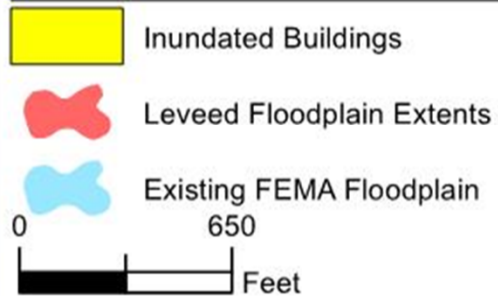 Inundated Buildings
Leveed Floodplain Extents
Existing FEMA Floodplain
0 650
Feet